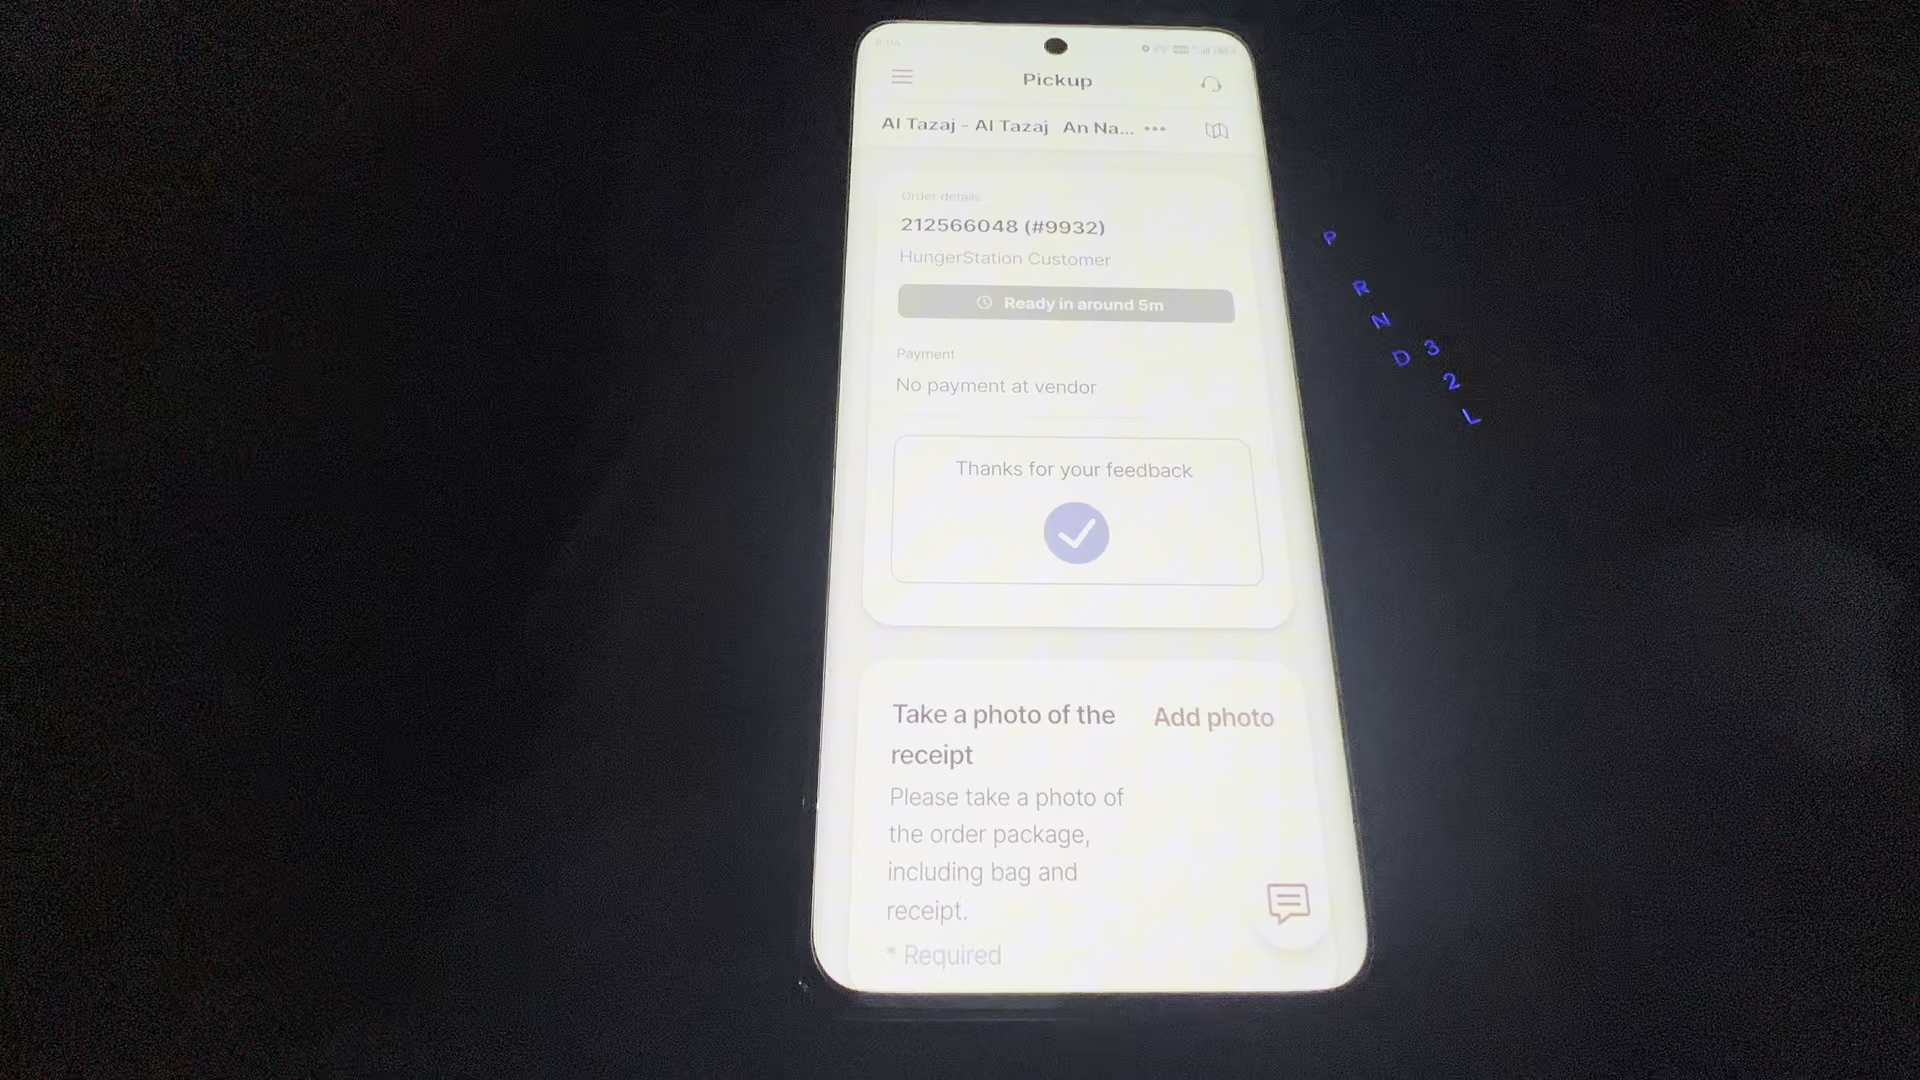 Pickup
Al Tazaj - Al Tazaj An Na... •••
Order details
212566048 (#9932)
HungerStation Customer
Ready in around 5m
Payment
No payment at vendor
Thanks for your feedback
Take a photo of the
receipt
Add photo
Please take a photo of
the order package,
including bag and
receipt.
* Required
P
R
N
D 3
2
L